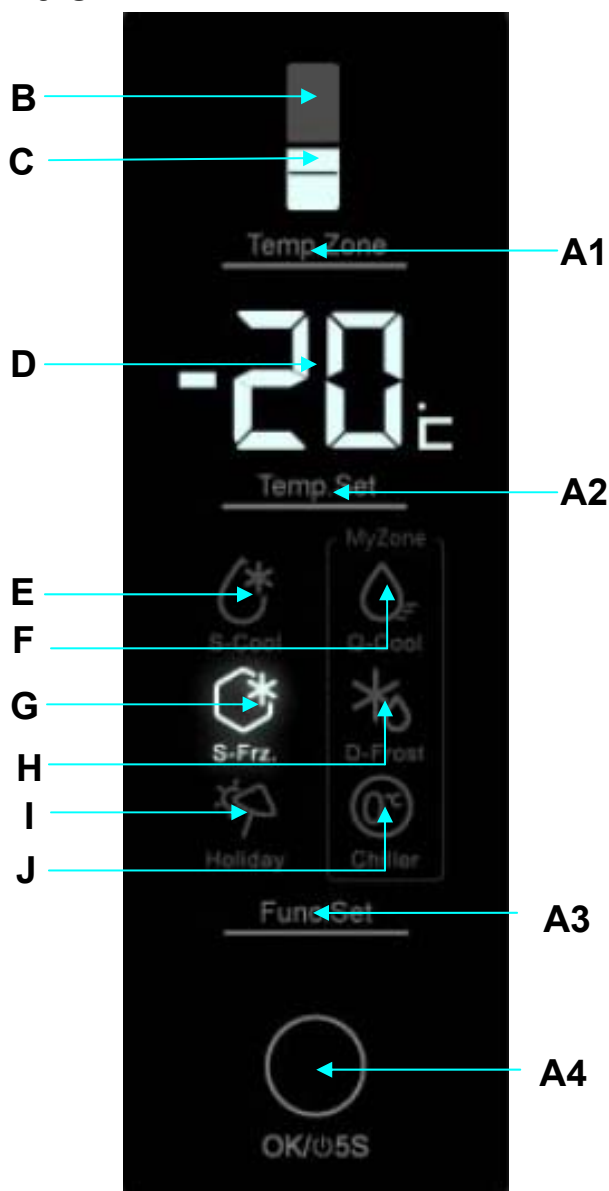 B
C
Temp Zone
A1
D
-20℃
Temp Set
A2
MyZone
E
S-Cool
F
Q-Cool
G
S-Frz.
H
D-Frost
I
0℃
Holiday
J
Chiller
Func Set
A3
A4
OK/⏻5S